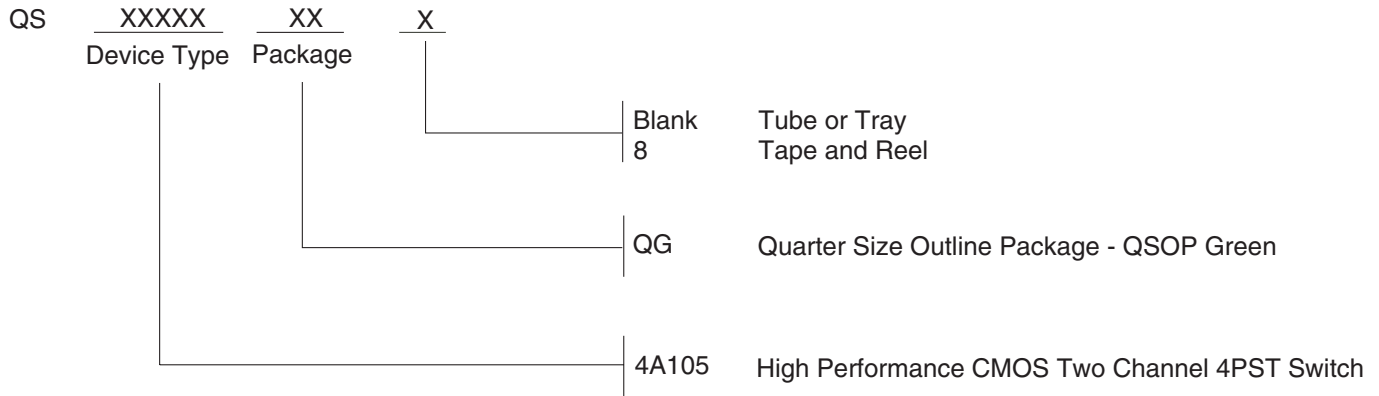 QS XXXXX XX X
Device Type Package
Blank Tube or Tray
8 Tape and Reel
QG Quarter Size Outline Package - QSOP Green
4A105 High Performance CMOS Two Channel 4PST Switch